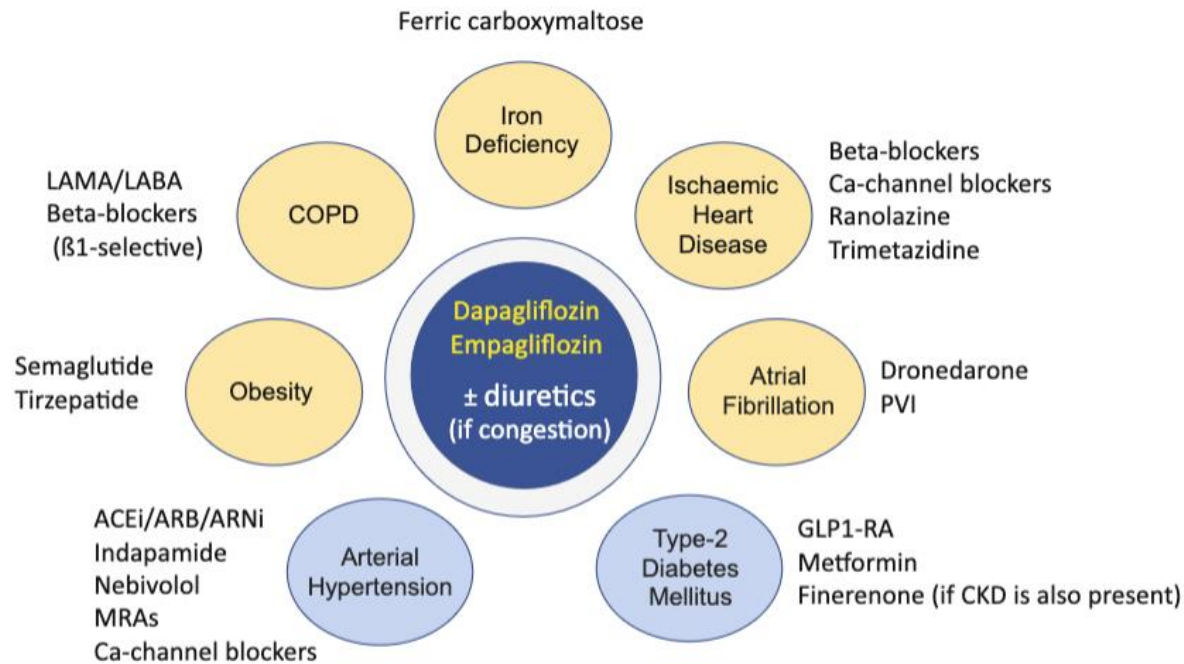 Ferric carboxymaltose
Iron
Deficiency
LAMA/LABA
Beta-blockers
(ß1-selective)
COPD
Ischaemic
Heart
Disease
Beta-blockers
Ca-channel blockers
Ranolazine
Trimetazidine
Dapagliflozin
Empagliflozin
± diuretics
(if congestion)
Semaglutide
Tirzepatide
Obesity
Atrial
Fibrillation
Dronedarone
PVI
ACEi/ARB/ARNi
Indapamide
Nebivolol
MRAs
Ca-channel blockers
Arterial
Hypertension
Type-2
Diabetes
Mellitus
GLP1-RA
Metformin
Finerenone (if CKD is also present)